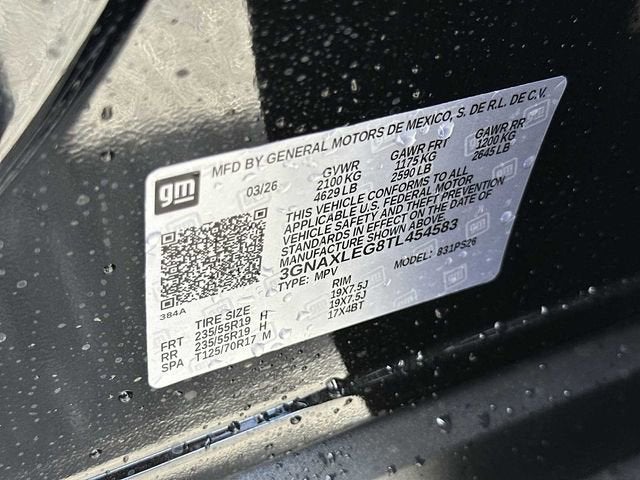 gm
MFD BY GENERAL MOTORS DE MEXICO, S. DE R.L. DE C.V.
03/26 GVWR GAWR FRT GAWR RR
2100 KG 1175 KG 1200 KG
4629 LB 2590 LB 2645 LB
THIS VEHICLE CONFORMS TO ALL
APPLICABLE U.S. FEDERAL MOTOR
VEHICLE SAFETY AND THEFT PREVENTION
STANDARDS IN EFFECT ON THE DATE OF
MANUFACTURE SHOWN ABOVE.
3GNAXLEG8TL454583
TYPE: MPV MODEL: 831PS26
384A
TIRE SIZE RIM
FRT 235/55R19 H 19X7.5J
RR 235/55R19 H 19X7.5J
SPA T125/70R17 M 17X4BT